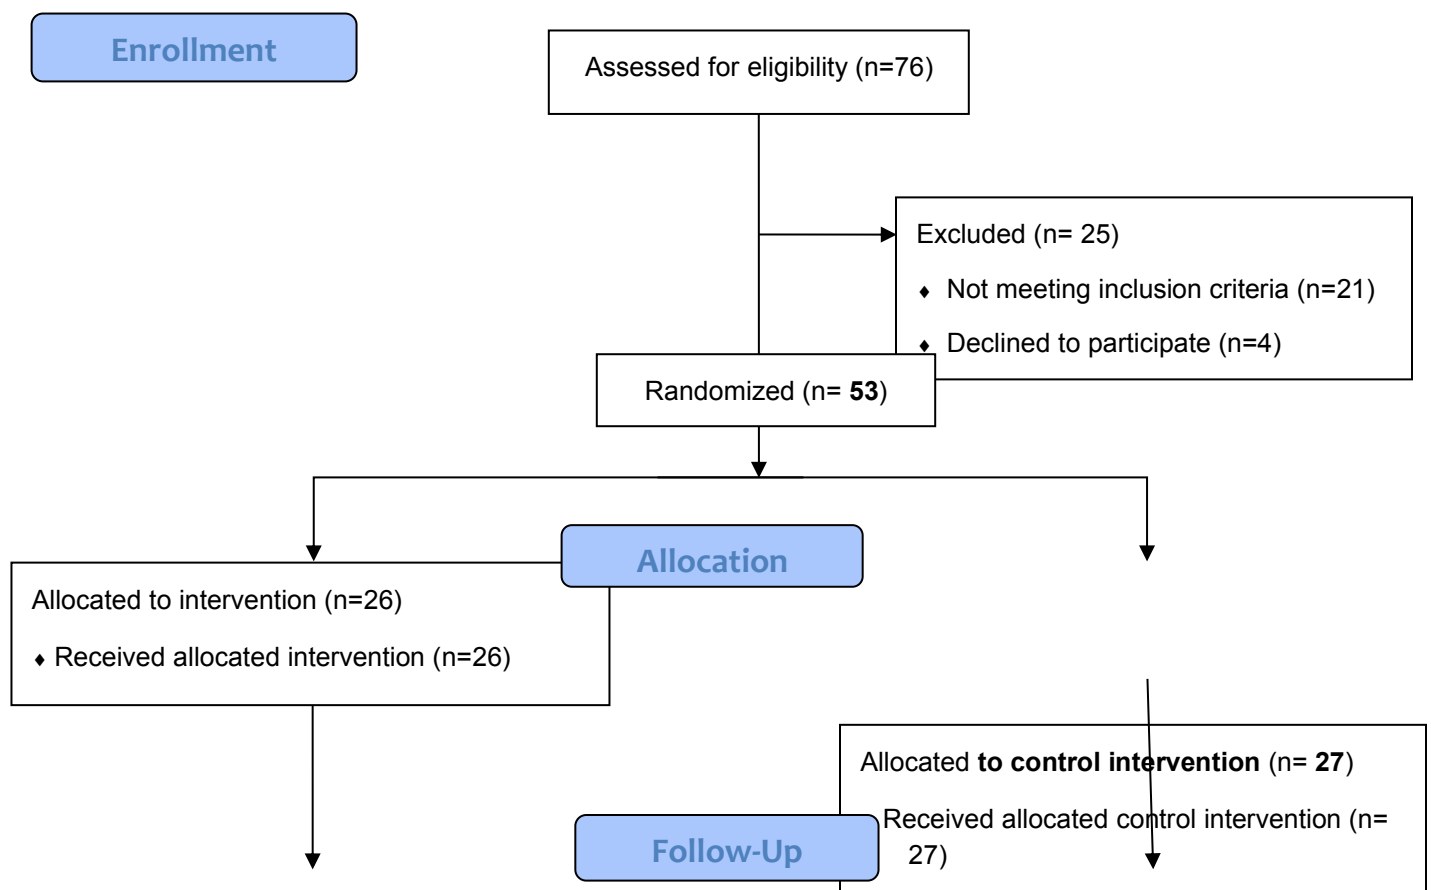 Enrollment
Assessed for eligibility (n=76)
Excluded (n= 25)
♦ Not meeting inclusion criteria (n=21)
♦ Declined to participate (n=4)
Randomized (n= 53)
Allocation
Allocated to intervention (n=26)
♦ Received allocated intervention (n=26)
Allocated to control intervention (n= 27)
Received allocated control intervention (n=
27)
Follow-Up